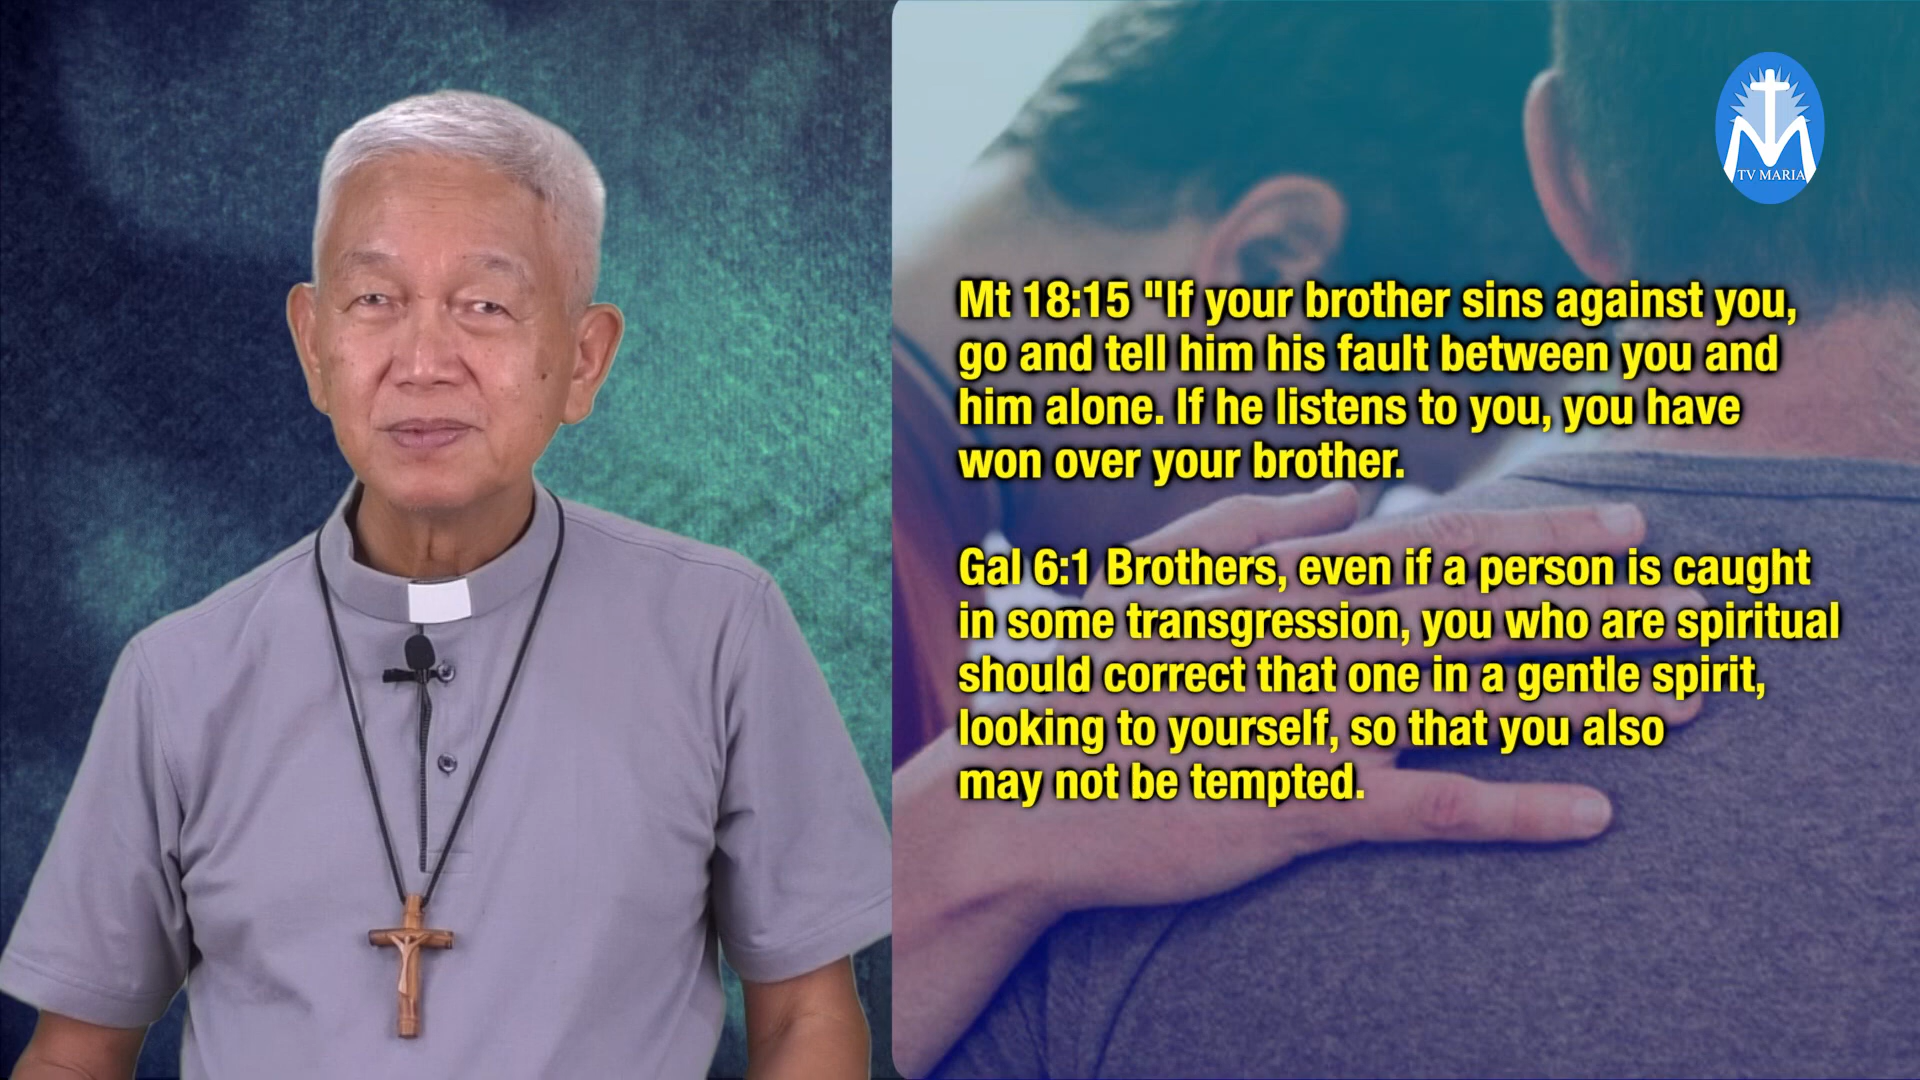 TV MARIA
Mt 18:15 "If your brother sins against you,
go and tell him his fault between you and
him alone. If he listens to you, you have
won over your brother.
Gal 6:1 Brothers, even if a person is caught
in some transgression, you who are spiritual
should correct that one in a gentle spirit,
looking to yourself, so that you also
may not be tempted.